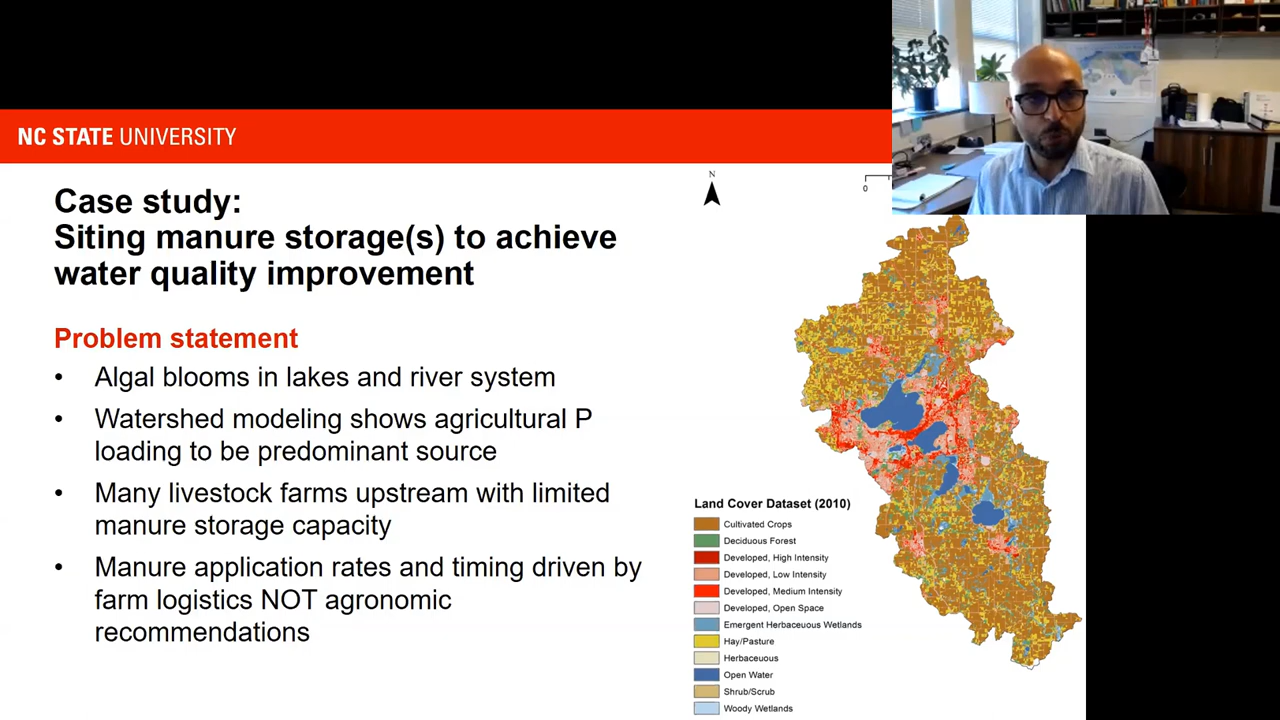 NC STATE UNIVERSITY
Case study:
Siting manure storage(s) to achieve
water quality improvement
Problem statement
• Algal blooms in lakes and river system
• Watershed modeling shows agricultural P
loading to be predominant source
• Many livestock farms upstream with limited
manure storage capacity
• Manure application rates and timing driven by
farm logistics NOT agronomic
recommendations
N
0
Land Cover Dataset (2010)
Cultivated Crops
Deciduous Forest
Developed, High Intensity
Developed, Low Intensity
Developed, Medium Intensity
Developed, Open Space
Emergent Herbaceuous Wetlands
Hay/Pasture
Herbaceuous
Open Water
Shrub/Scrub
Woody Wetlands